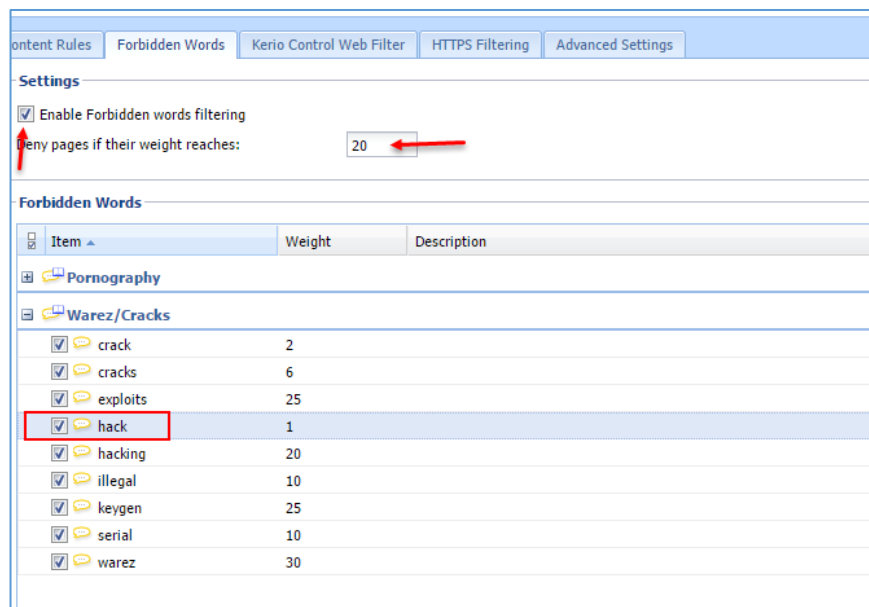 ontent Rules Forbidden Words Kerio Control Web Filter HTTPS Filtering Advanced Settings
Settings
Enable Forbidden words filtering
Deny pages if their weight reaches: 20
Forbidden Words
Item Weight Description
Pornography
Warez/Cracks
crack 2
cracks 6
exploits 25
hack 1
hacking 20
illegal 10
keygen 25
serial 10
warez 30